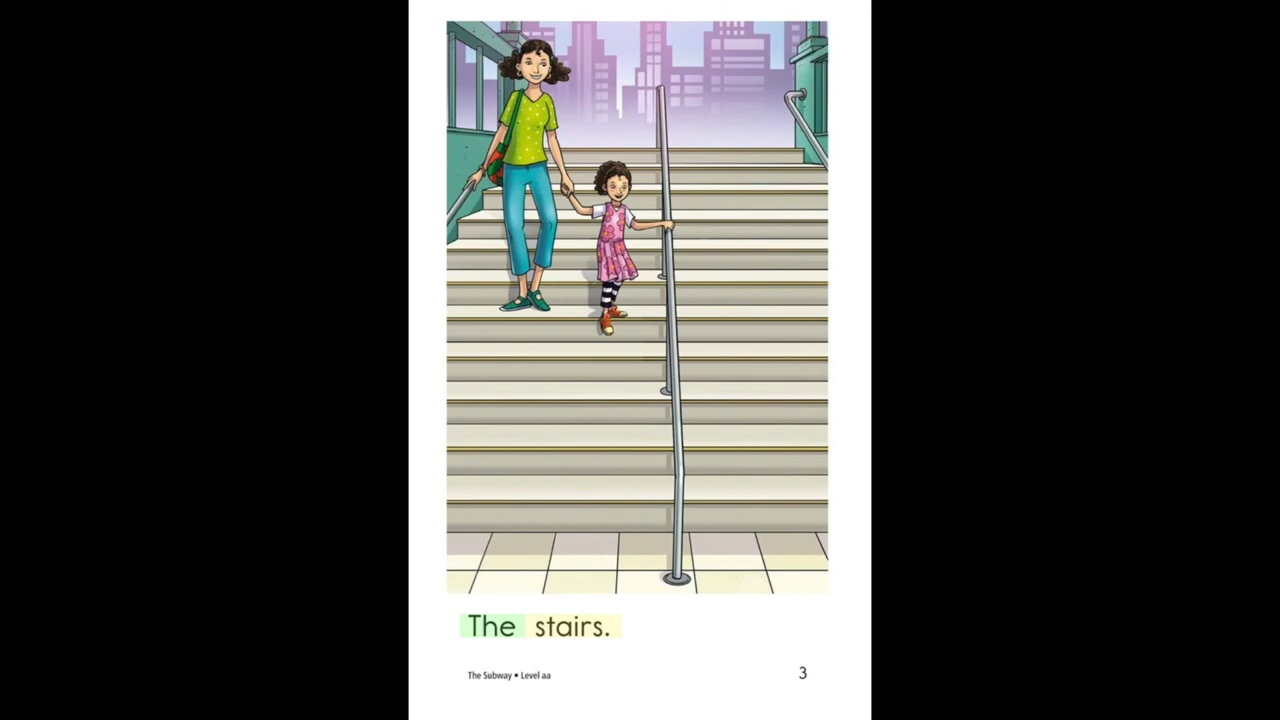 The stairs.
The Subway • Level aa
3